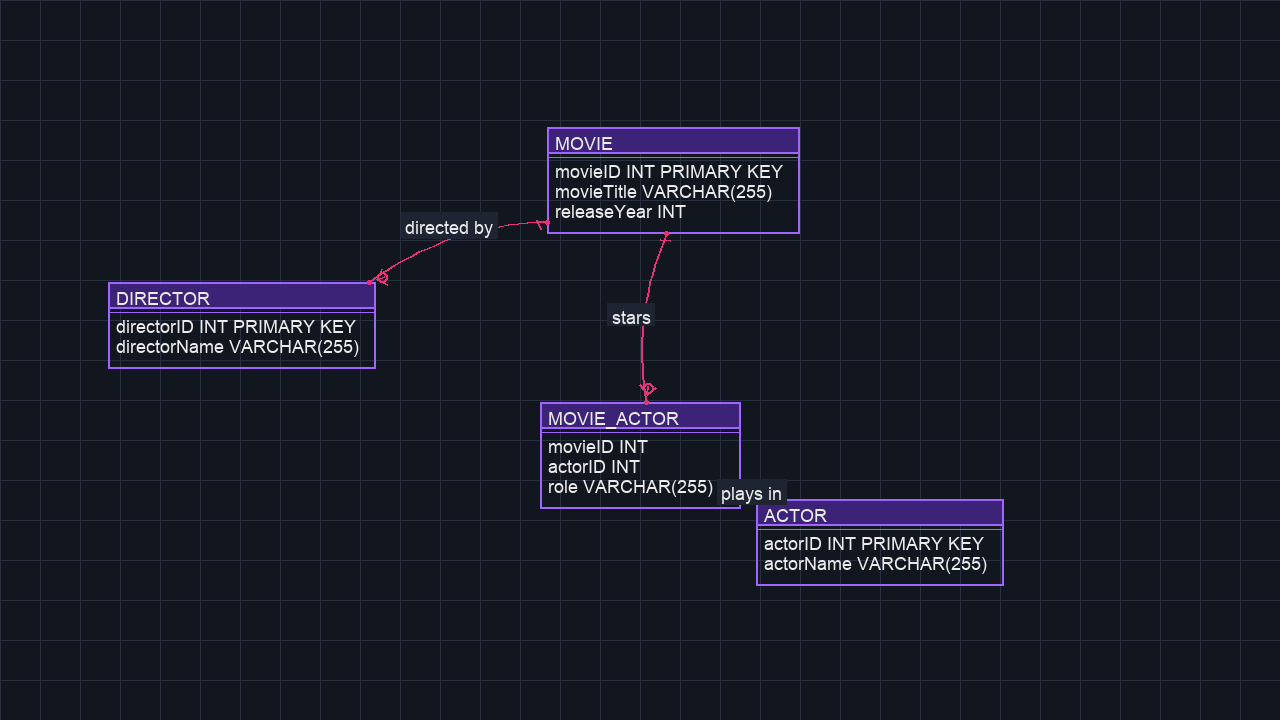 MOVIE
movieID INT PRIMARY KEY
movieTitle VARCHAR(255)
releaseYear INT
directed by
DIRECTOR
directorID INT PRIMARY KEY
directorName VARCHAR(255)
stars
MOVIE_ACTOR
movieID INT
actorID INT
role VARCHAR(255)
plays in
ACTOR
actorID INT PRIMARY KEY
actorName VARCHAR(255)